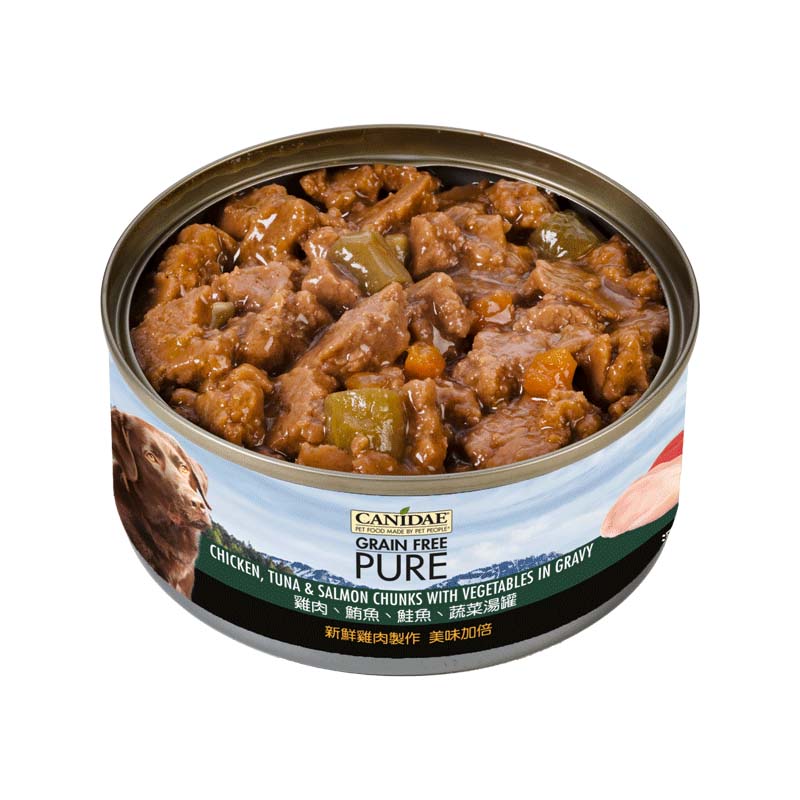 CANIDAE
PET FOOD MADE BY PET PEOPLE
GRAIN FREE
PURE
CHICKEN, TUNA & SALMON CHUNKS WITH VEGETABLES IN GRAVY
雞肉、鮪魚、鮭魚、蔬菜湯罐
新鮮雞肉製作 美味加倍